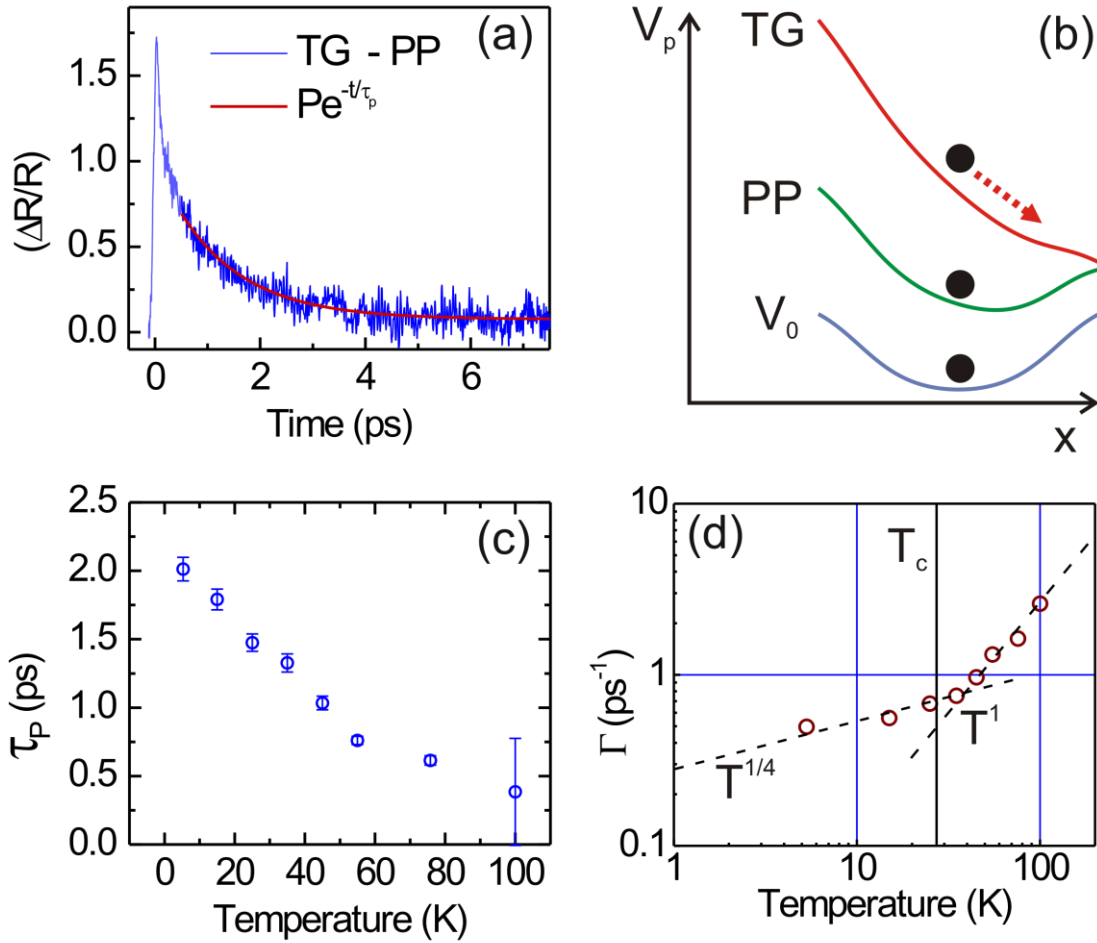 (a)
TG - PP
Pe^{-t/τ_p}
(ΔR/R)
1.5
1.0
0.5
0.0
0 2 4 6
Time (ps)
(b)
V_p
TG
PP
V_0
x
(c)
τ_P (ps)
2.5
2.0
1.5
1.0
0.5
0.0
0 20 40 60 80 100
Temperature (K)
(d)
T_c
Γ (ps^{-1})
10
1
0.1
T^1
T^{1/4}
1 10 100
Temperature (K)